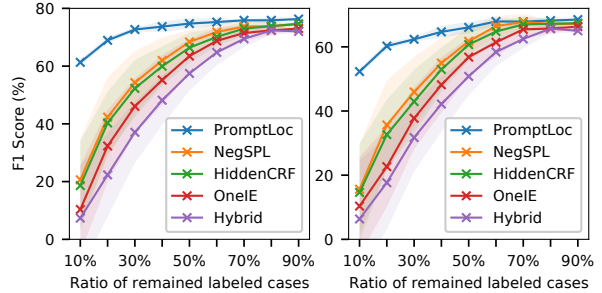 F1 Score (%)
80
60
40
20
0
PromptLoc
NegSPL
HiddenCRF
OneIE
Hybrid
10% 30% 50% 70% 90%
Ratio of remained labeled cases
60
40
20
0
PromptLoc
NegSPL
HiddenCRF
OneIE
Hybrid
10% 30% 50% 70% 90%
Ratio of remained labeled cases